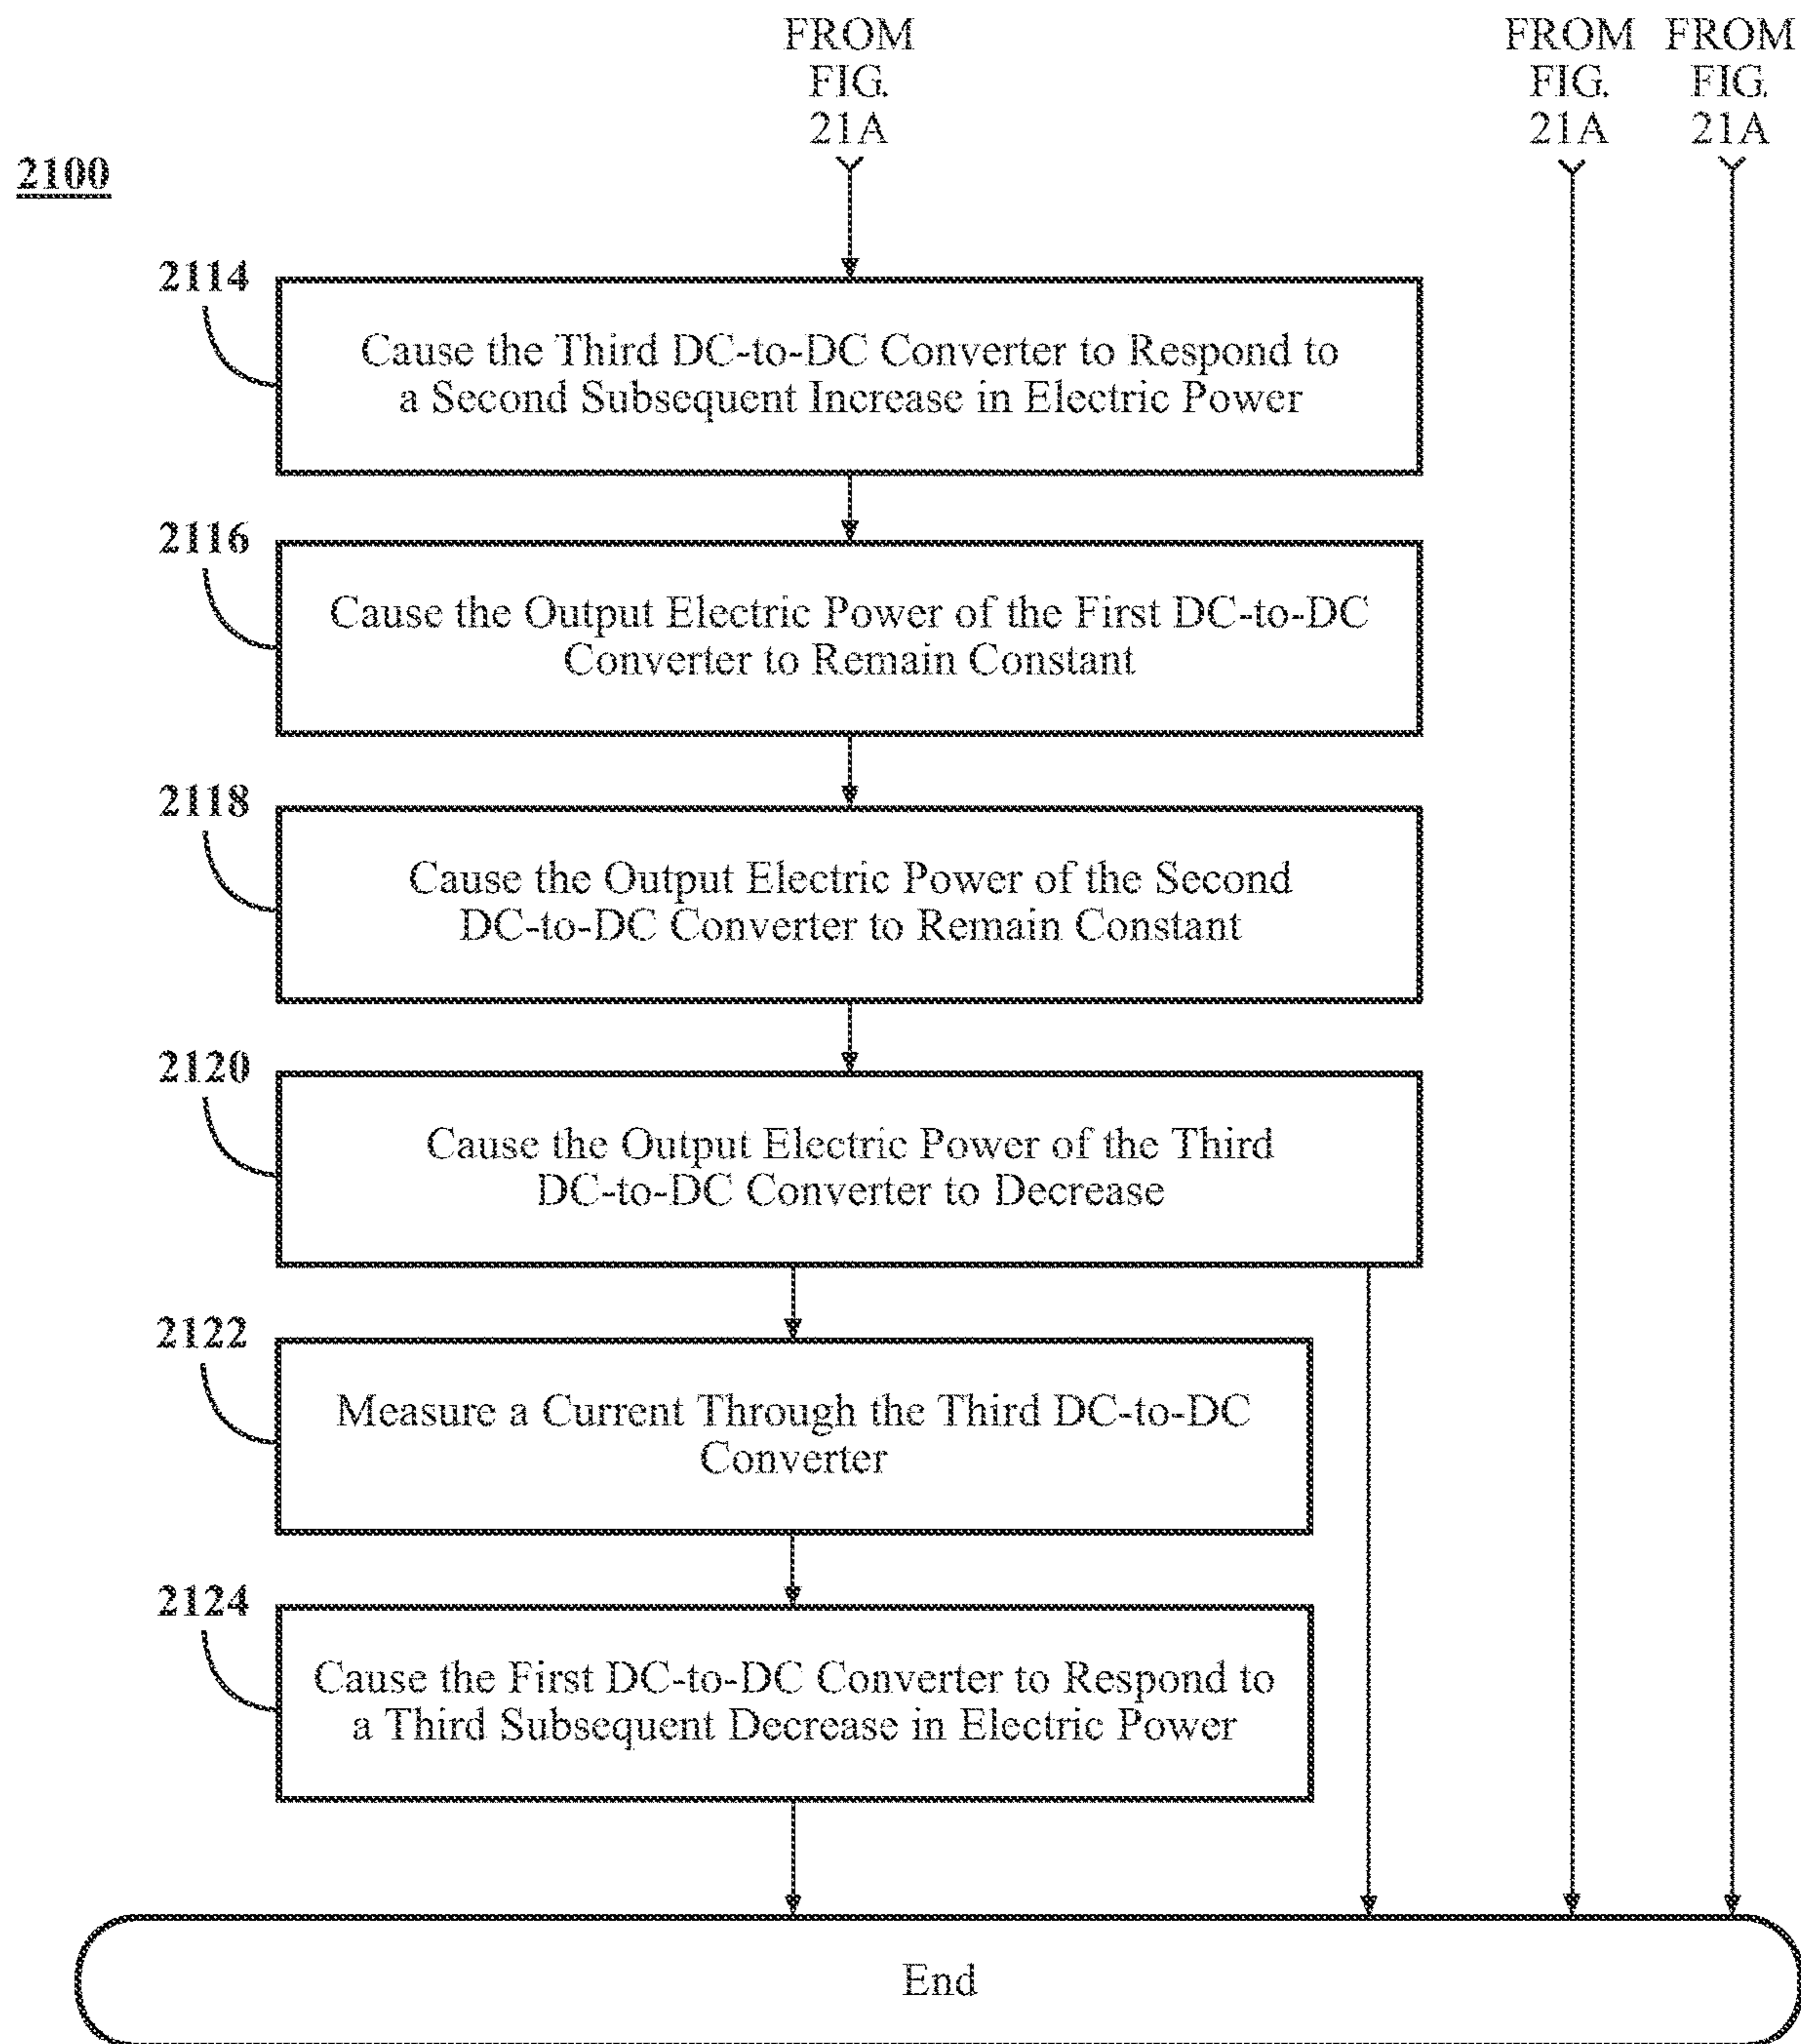 FROM
FIG.
21A
FROM
FIG.
21A
FROM
FIG.
21A
2100
2114
Cause the Third DC-to-DC Converter to Respond to
a Second Subsequent Increase in Electric Power
2116
Cause the Output Electric Power of the First DC-to-DC
Converter to Remain Constant
2118
Cause the Output Electric Power of the Second
DC-to-DC Converter to Remain Constant
2120
Cause the Output Electric Power of the Third
DC-to-DC Converter to Decrease
2122
Measure a Current Through the Third DC-to-DC
Converter
2124
Cause the First DC-to-DC Converter to Respond to
a Third Subsequent Decrease in Electric Power
End